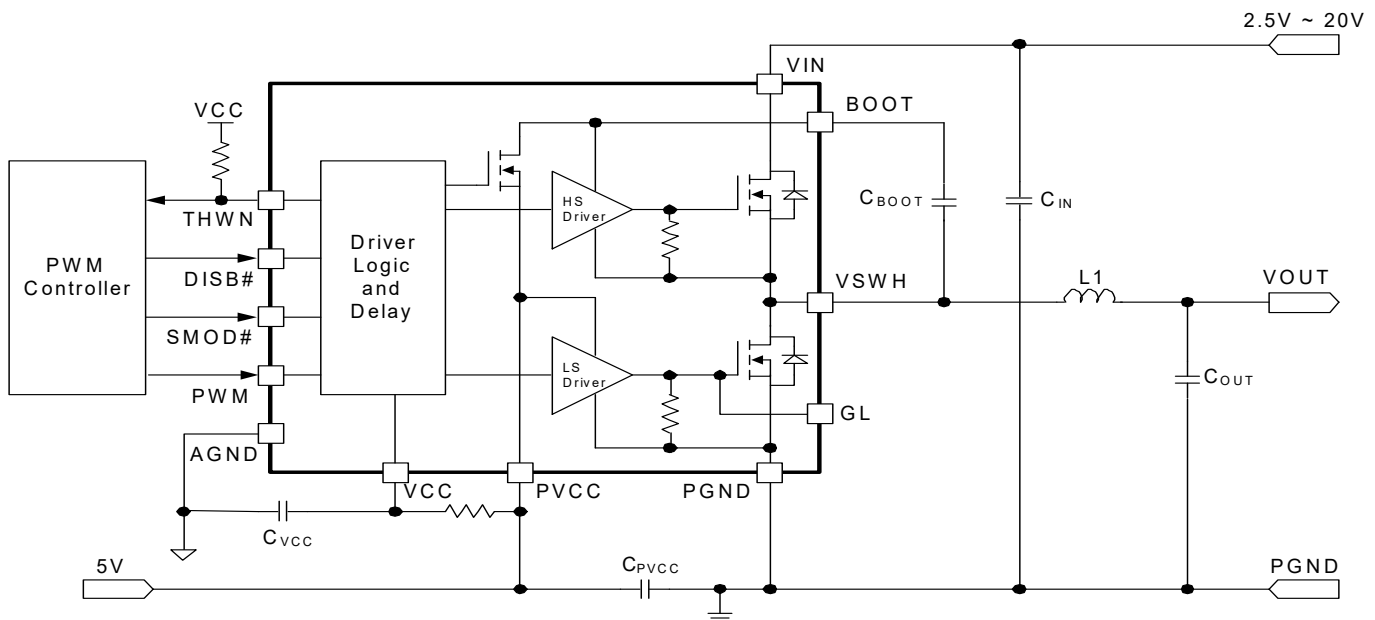 2.5V ~ 20V
VIN
BOOT
VCC
THWN
DISB#
SMOD#
PWM
AGND
PWM
Controller
Driver
Logic
and
Delay
HS
Driver
LS
Driver
CBOOT
CIN
VSWH
L1
VOUT
COUT
GL
VCC
PVCC
PGND
CVCC
5V
CPVCC
PGND